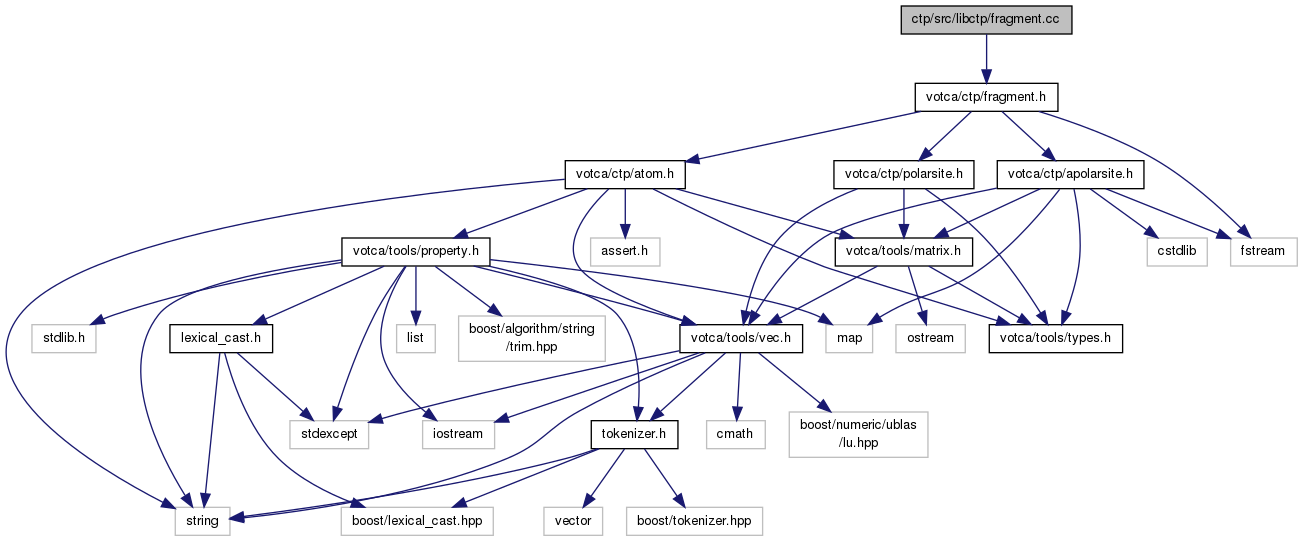 ctp/src/libctp/fragment.cc
votca/ctp/fragment.h
votca/ctp/atom.h
votca/ctp/polarsite.h
votca/ctp/apolarsite.h
votca/tools/property.h
assert.h
votca/tools/matrix.h
cstdlib
fstream
stdlib.h
lexical_cast.h
list
boost/algorithm/string
/trim.hpp
votca/tools/vec.h
map
ostream
votca/tools/types.h
stdexcept
iostream
tokenizer.h
cmath
boost/numeric/ublas
/lu.hpp
string
boost/lexical_cast.hpp
vector
boost/tokenizer.hpp